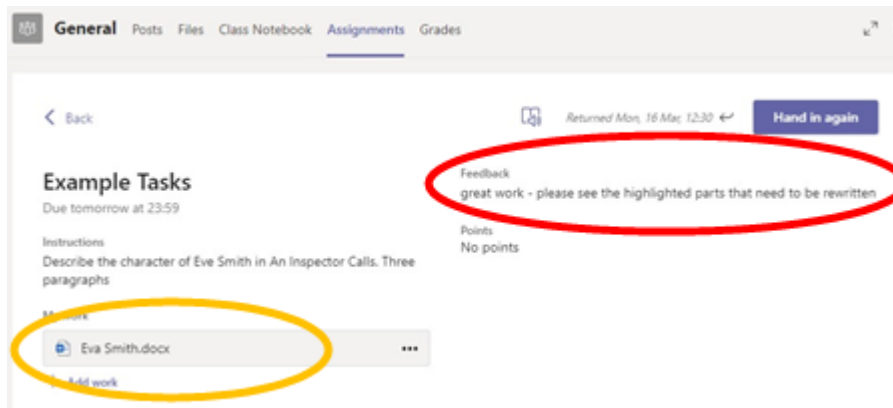 General Posts Files Class Notebook Assignments Grades
Back
Returned Mon, 16 Mar, 12:30
Hand in again
Example Tasks
Due tomorrow at 23:59
Instructions
Describe the character of Eve Smith in An Inspector Calls. Three
paragraphs
My work
Eva Smith.docx
Add work
Feedback
great work - please see the highlighted parts that need to be rewritten
Points
No points